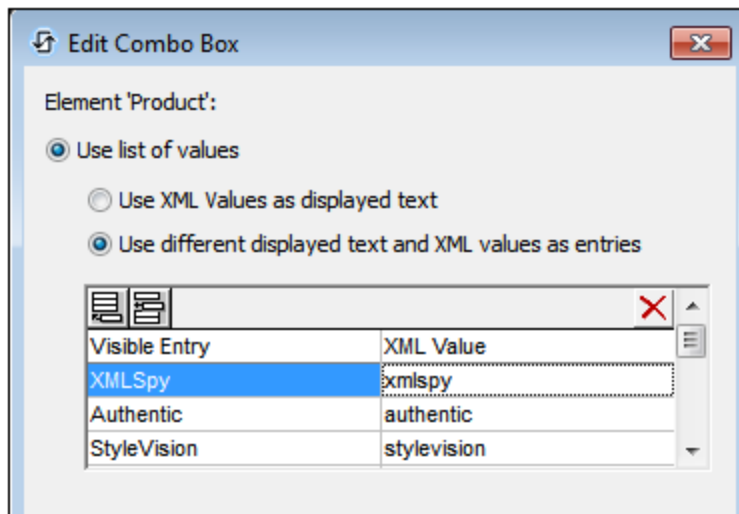 Edit Combo Box
Element 'Product':
Use list of values
Use XML Values as displayed text
Use different displayed text and XML values as entries
Visible Entry XML Value
XMLSpy xmlspy
Authentic authentic
StyleVision stylevision